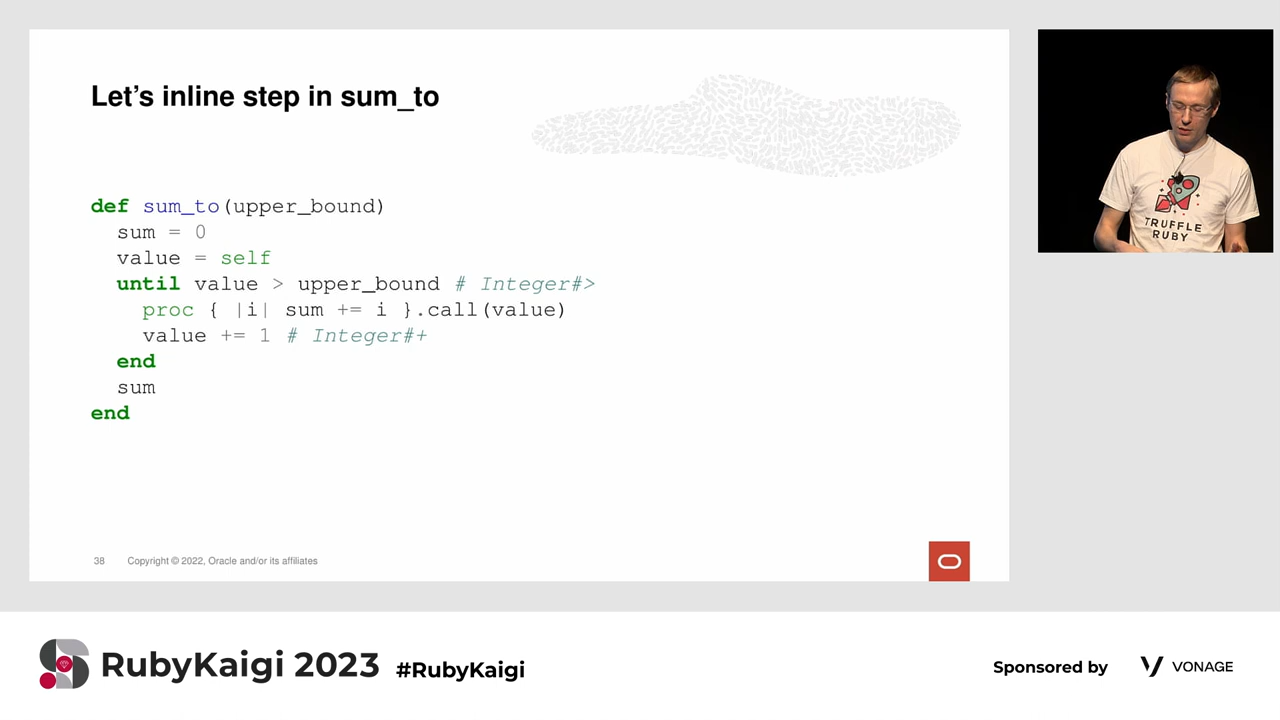 Let's inline step in sum_to
def sum_to(upper_bound)
  sum = 0
  value = self
  until value > upper_bound # Integer#>
    proc { |i| sum += i }.call(value)
    value += 1 # Integer#+
  end
  sum
end
38 Copyright © 2022, Oracle and/or its affiliates
TRUFFLE
RUBY
RubyKaigi 2023 #RubyKaigi
Sponsored by VONAGE